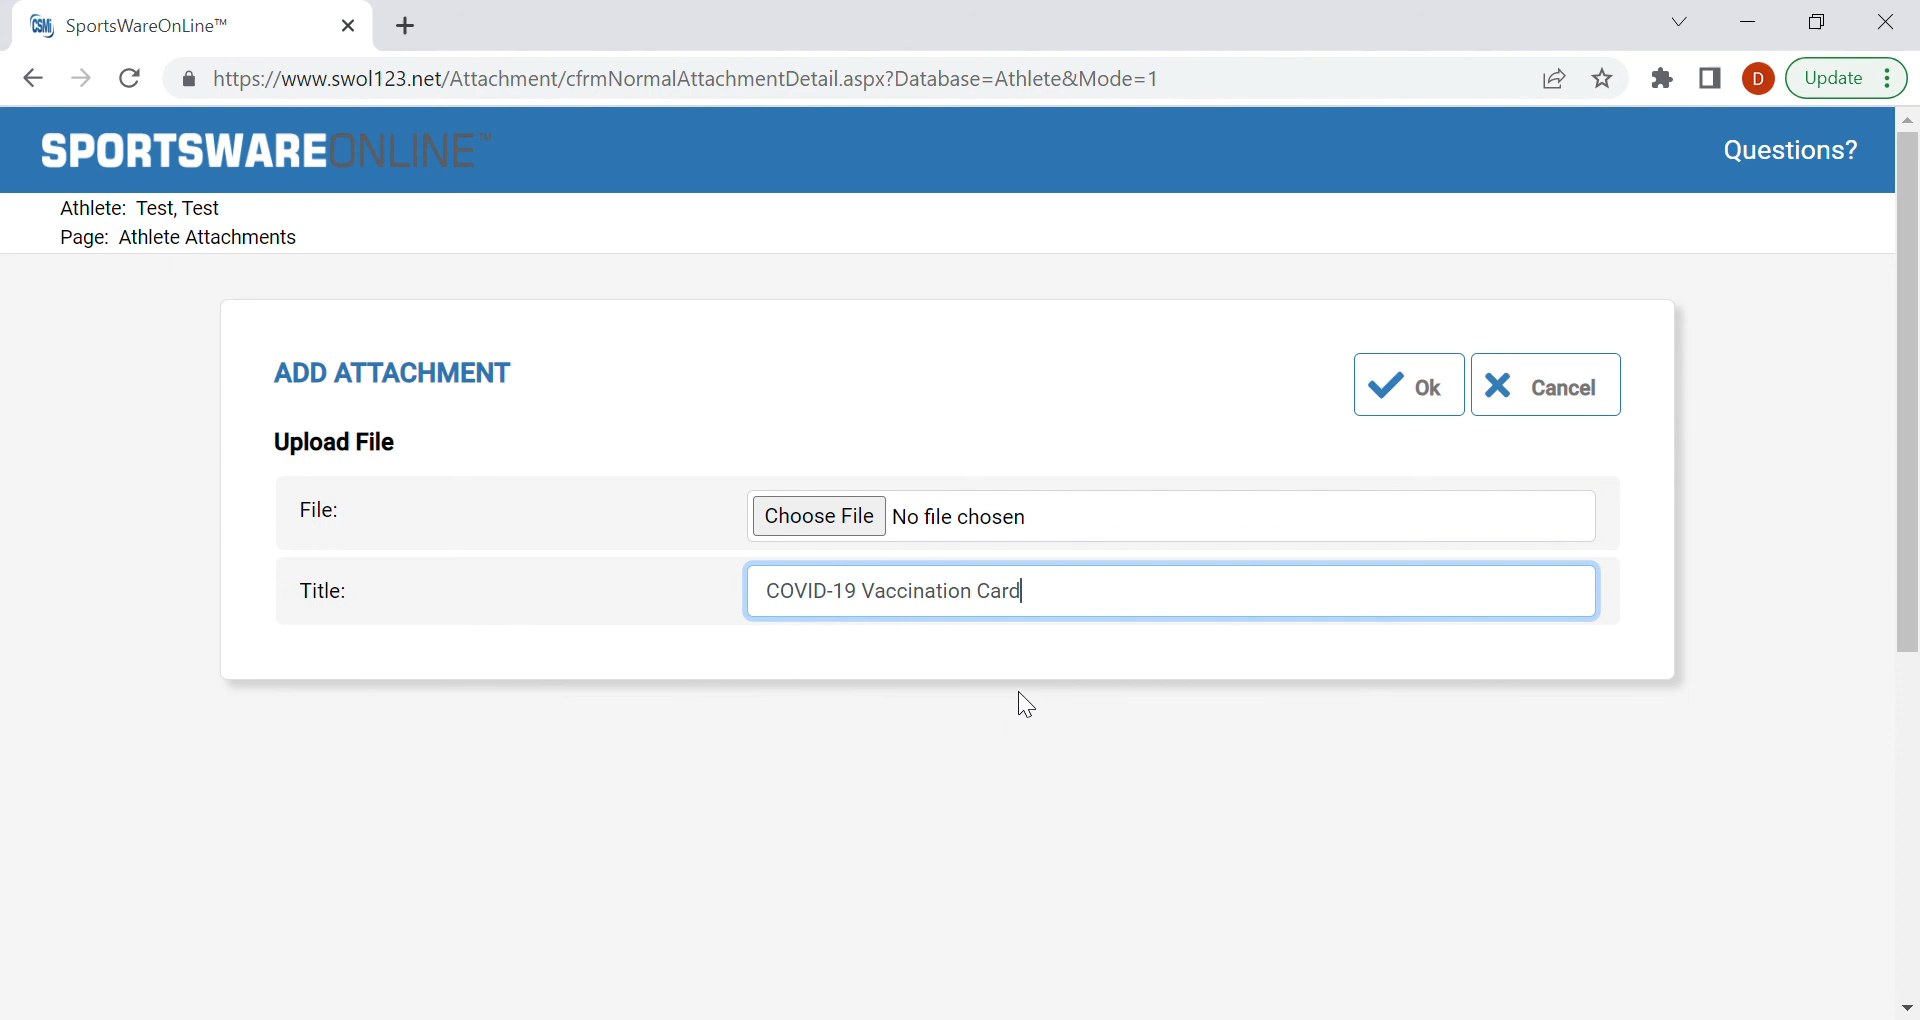 CSMi SportsWareOnLine™
https://www.swol123.net/Attachment/cfrmNormalAttachmentDetail.aspx?Database=Athlete&Mode=1
D
Update
SPORTSWAREONLINE™
Questions?
Athlete: Test, Test
Page: Athlete Attachments
ADD ATTACHMENT
Ok
Cancel
Upload File
File:
Choose File No file chosen
Title:
COVID-19 Vaccination Card